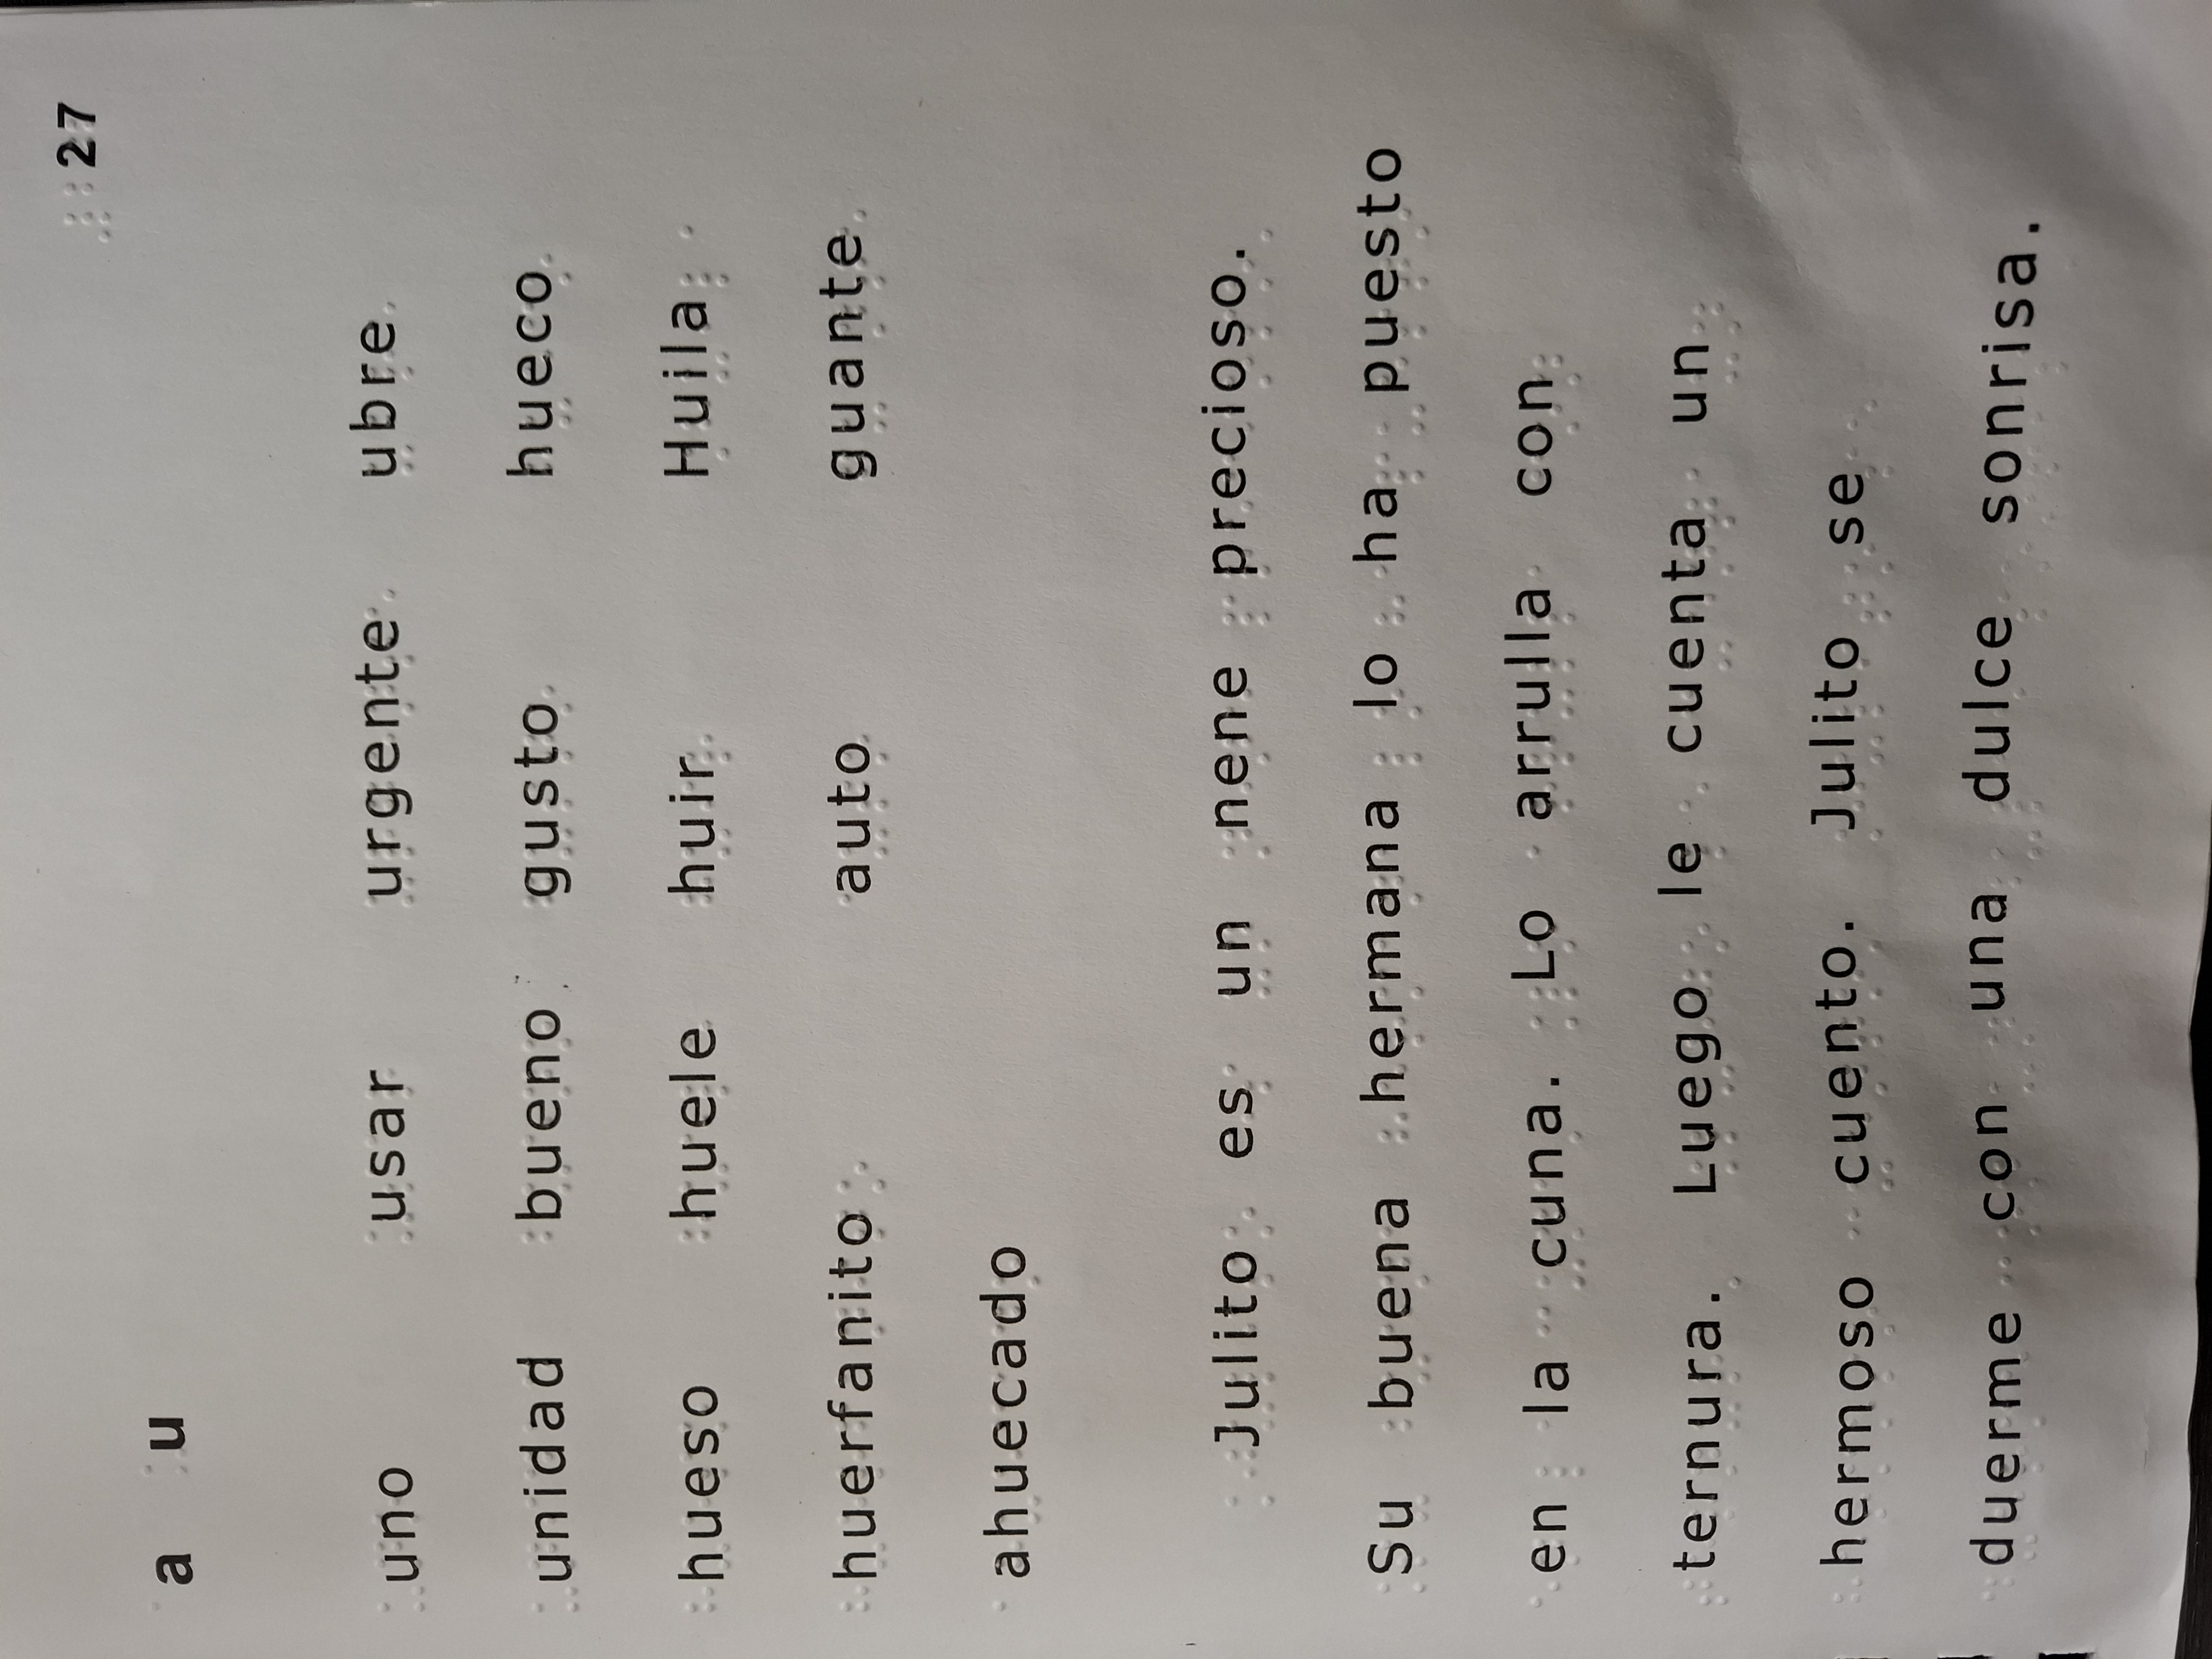 27
a u
uno usar urgente ubre
unidad bueno gusto hueco
hueso huele huir Huila
huerfanito auto guante
ahuecado
Julito es un nene precioso.
Su buena hermana lo ha puesto
en la cuna. Lo arrulla con
ternura. Luego le cuenta un
hermoso cuento. Julito se
duerme con una dulce sonrisa.